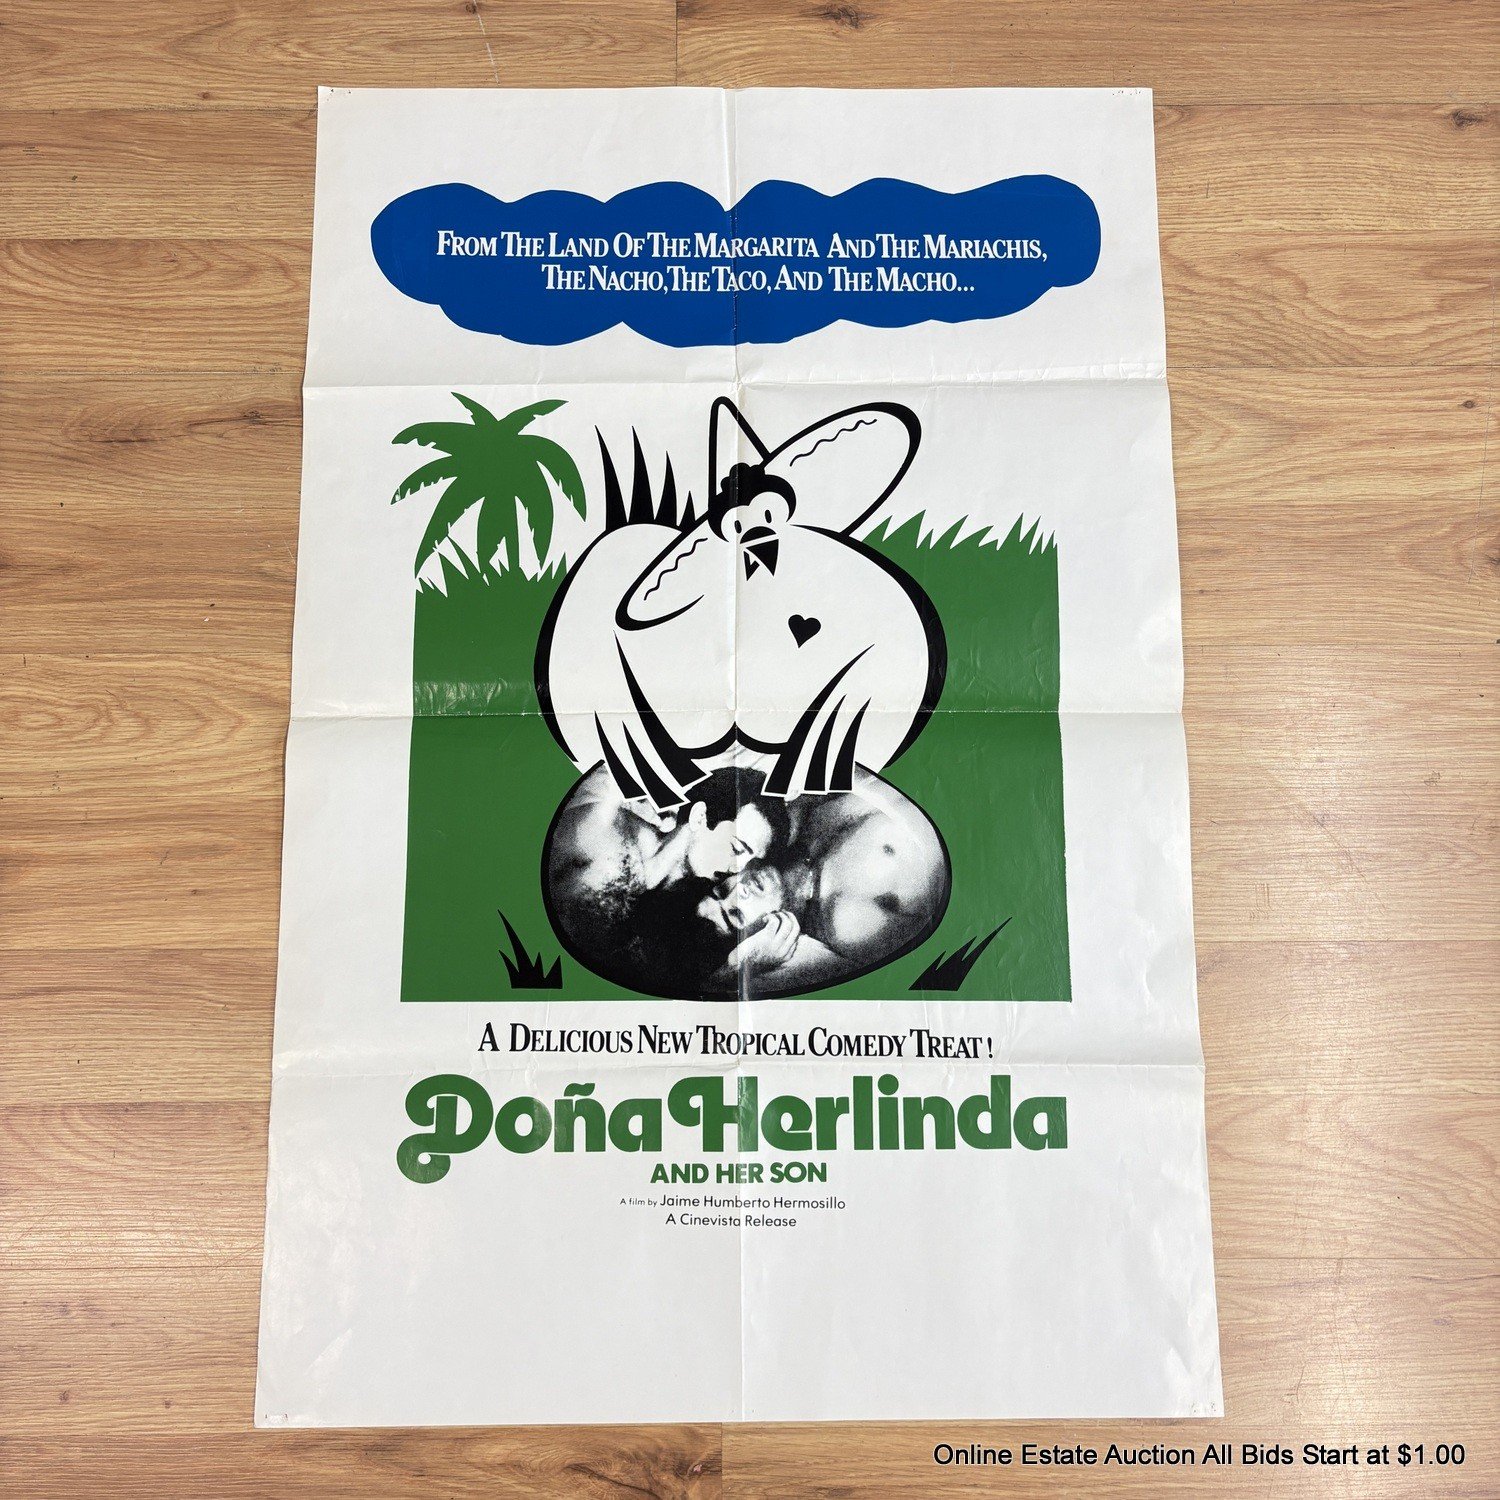 FROM THE LAND OF THE MARGARITA AND THE MARIACHIS,
THE NACHO, THE TACO, AND THE MACHO...
A DELICIOUS NEW TROPICAL COMEDY TREAT!
Doña Herlinda
AND HER SON
A film by Jaime Humberto Hermosillo
A Cinevista Release
Online Estate Auction All Bids Start at $1.00